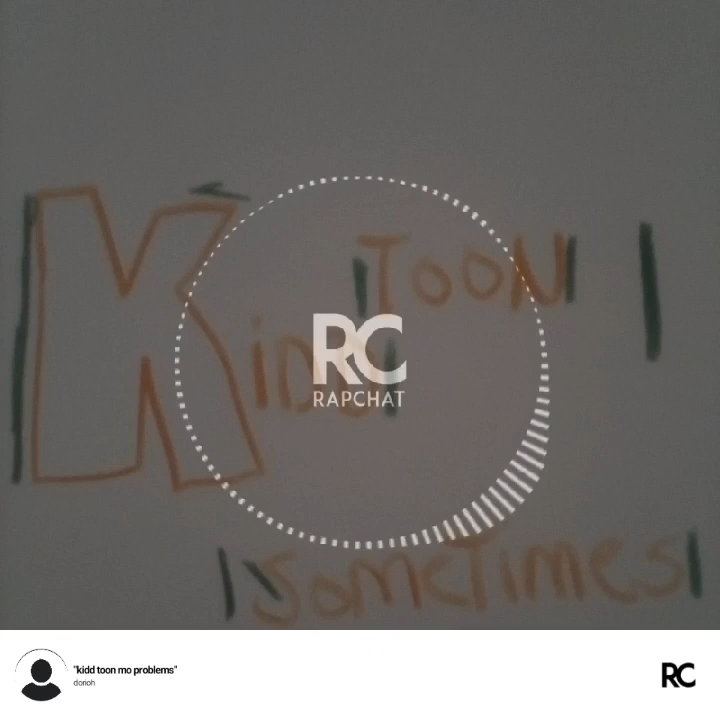 TOON
KiDD
RC
RAPCHAT
SomeTimes
"kidd toon mo problems"
dorioh
RC